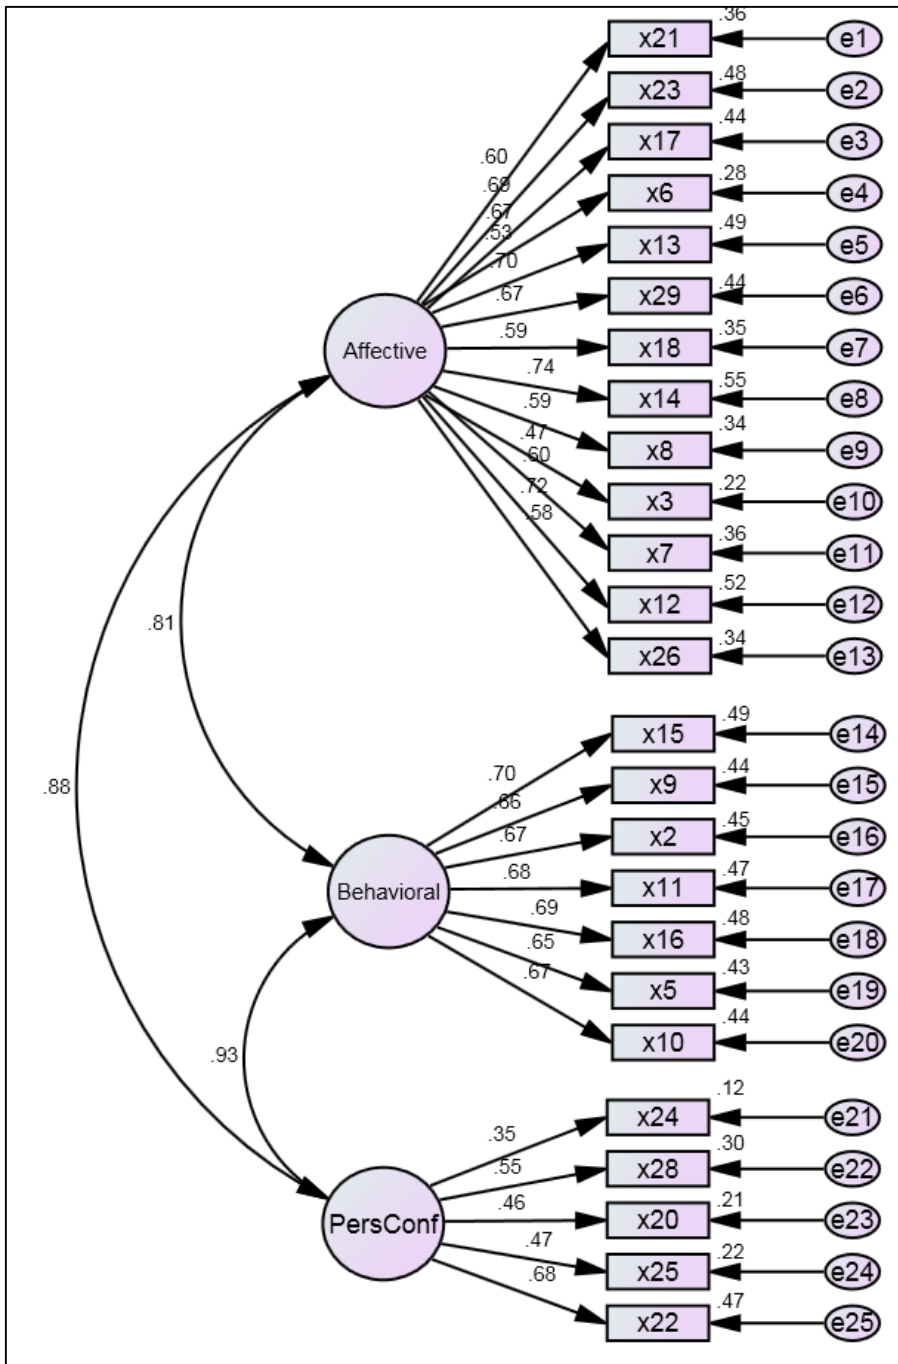 .36
x21 e1
.48
x23 e2
.44
x17 e3
.28
x6 e4
.49
x13 e5
.44
x29 e6
.35
x18 e7
.55
x14 e8
.34
x8 e9
.22
x3 e10
.36
x7 e11
.52
x12 e12
.34
x26 e13
.60
.69
.67
.53
.70
.67
.59
.74
.59
.47
.60
.72
.58
Affective
.81
.88
.49
x15 e14
.44
x9 e15
.45
x2 e16
.47
x11 e17
.48
x16 e18
.43
x5 e19
.44
x10 e20
.70
.66
.67
.68
.69
.65
.67
Behavioral
.93
.12
x24 e21
.30
x28 e22
.21
x20 e23
.22
x25 e24
.47
x22 e25
.35
.55
.46
.47
.68
PersConf